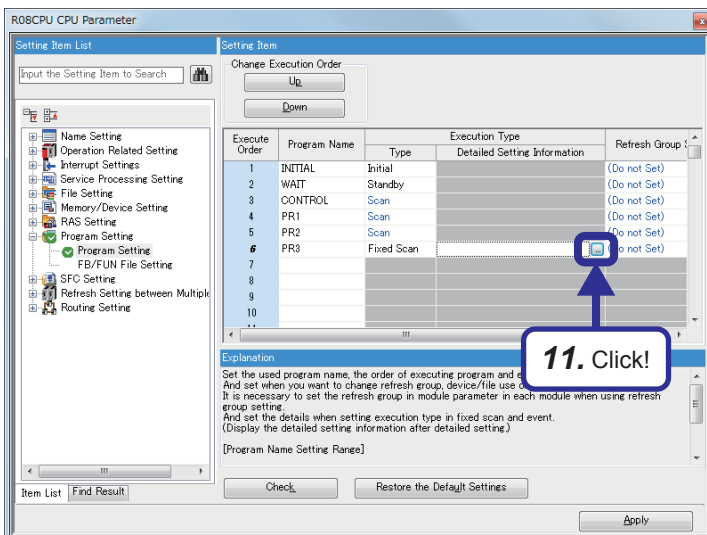 R08CPU CPU Parameter
Setting Item List
Input the Setting Item to Search
Name Setting
Operation Related Setting
Interrupt Settings
Service Processing Setting
File Setting
Memory/Device Setting
RAS Setting
Program Setting
Program Setting
FB/FUN File Setting
SFC Setting
Refresh Setting between Multiple
Routing Setting
Item List Find Result
Setting Item
Change Execution Order
Up
Down
Execute Order Program Name Execution Type Refresh Group S
Type Detailed Setting Information
1 INITIAL Initial (Do not Set)
2 WAIT Standby (Do not Set)
3 CONTROL Scan (Do not Set)
4 PR1 Scan (Do not Set)
5 PR2 Scan (Do not Set)
6 PR3 Fixed Scan ... (Do not Set)
7
8
9
10
11. Click!
Explanation
Set the used program name, the order of executing program and e
And set when you want to change refresh group, device/file use o
It is necessary to set the refresh group in module parameter in each module when using refresh
group setting.
And set the details when setting execution type in fixed scan and event.
(Display the detailed setting information after detailed setting.)
[Program Name Setting Range]
Check Restore the Default Settings
Apply